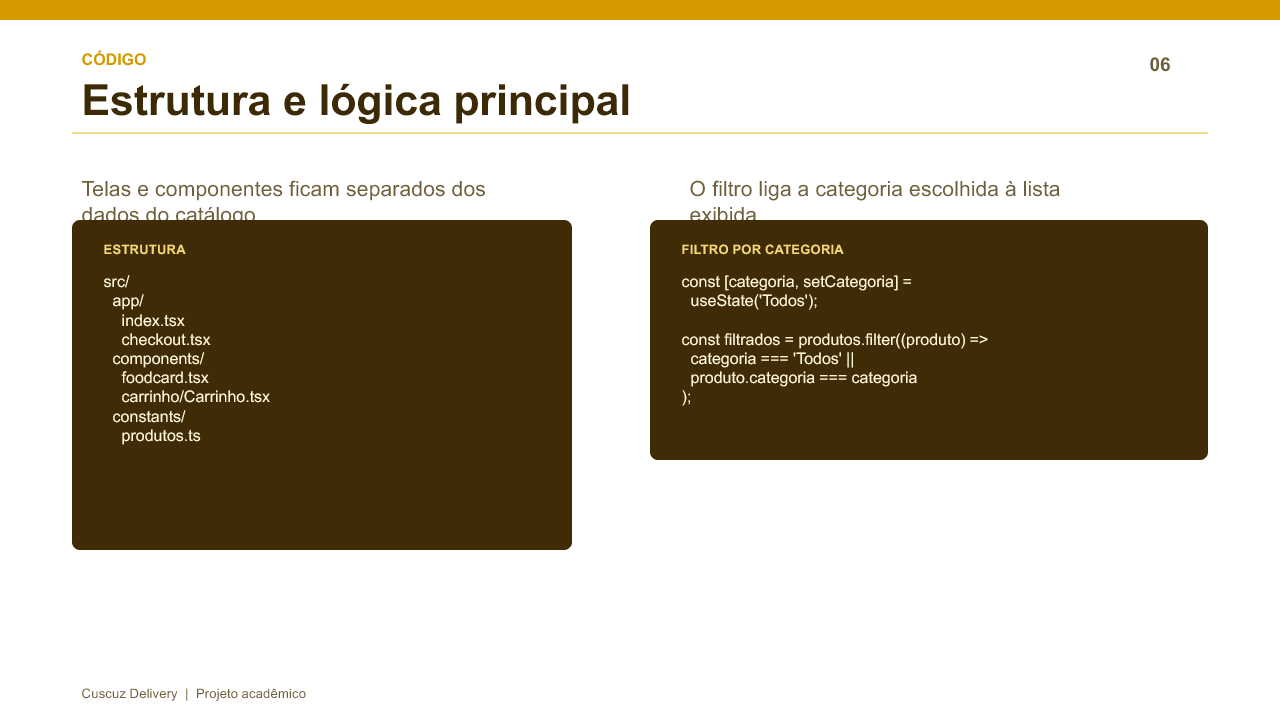 CÓDIGO
06
Estrutura e lógica principal
Telas e componentes ficam separados dos
dados do catálogo
ESTRUTURA
src/
  app/
    index.tsx
    checkout.tsx
  components/
    foodcard.tsx
    carrinho/Carrinho.tsx
  constants/
    produtos.ts
O filtro liga a categoria escolhida à lista
exibida
FILTRO POR CATEGORIA
const [categoria, setCategoria] =
  useState('Todos');
const filtrados = produtos.filter((produto) =>
  categoria === 'Todos' ||
  produto.categoria === categoria
);
Cuscuz Delivery | Projeto acadêmico